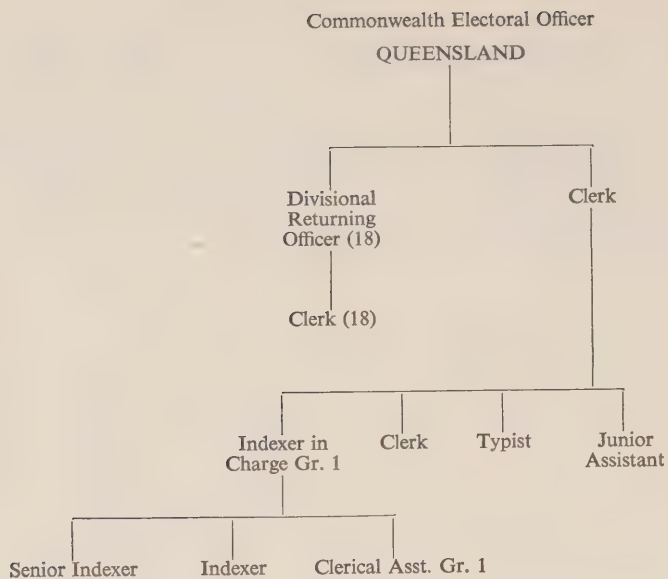 Commonwealth Electoral Officer
QUEENSLAND
Divisional
Returning
Officer (18)
Clerk
Clerk (18)
Indexer in
Charge Gr. 1
Clerk
Typist
Junior
Assistant
Senior Indexer
Indexer
Clerical Asst. Gr. 1